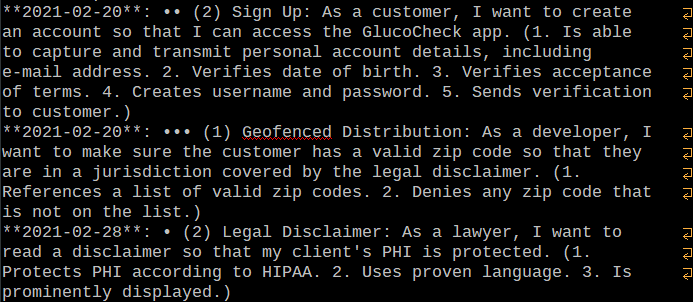 **2021-02-20**: •• (2) Sign Up: As a customer, I want to create
an account so that I can access the GlucoCheck app. (1. Is able
to capture and transmit personal account details, including
e-mail address. 2. Verifies date of birth. 3. Verifies acceptance
of terms. 4. Creates username and password. 5. Sends verification
to customer.)
**2021-02-20**: ••• (1) Geofenced Distribution: As a developer, I
want to make sure the customer has a valid zip code so that they
are in a jurisdiction covered by the legal disclaimer. (1.
References a list of valid zip codes. 2. Denies any zip code that
is not on the list.)
**2021-02-28**: • (2) Legal Disclaimer: As a lawyer, I want to
read a disclaimer so that my client's PHI is protected. (1.
Protects PHI according to HIPAA. 2. Uses proven language. 3. Is
prominently displayed.)